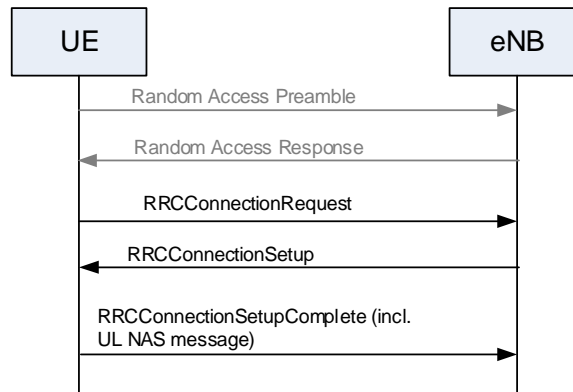 UE
eNB
Random Access Preamble
Random Access Response
RRCConnectionRequest
RRCConnectionSetup
RRCConnectionSetupComplete (incl.
UL NAS message)